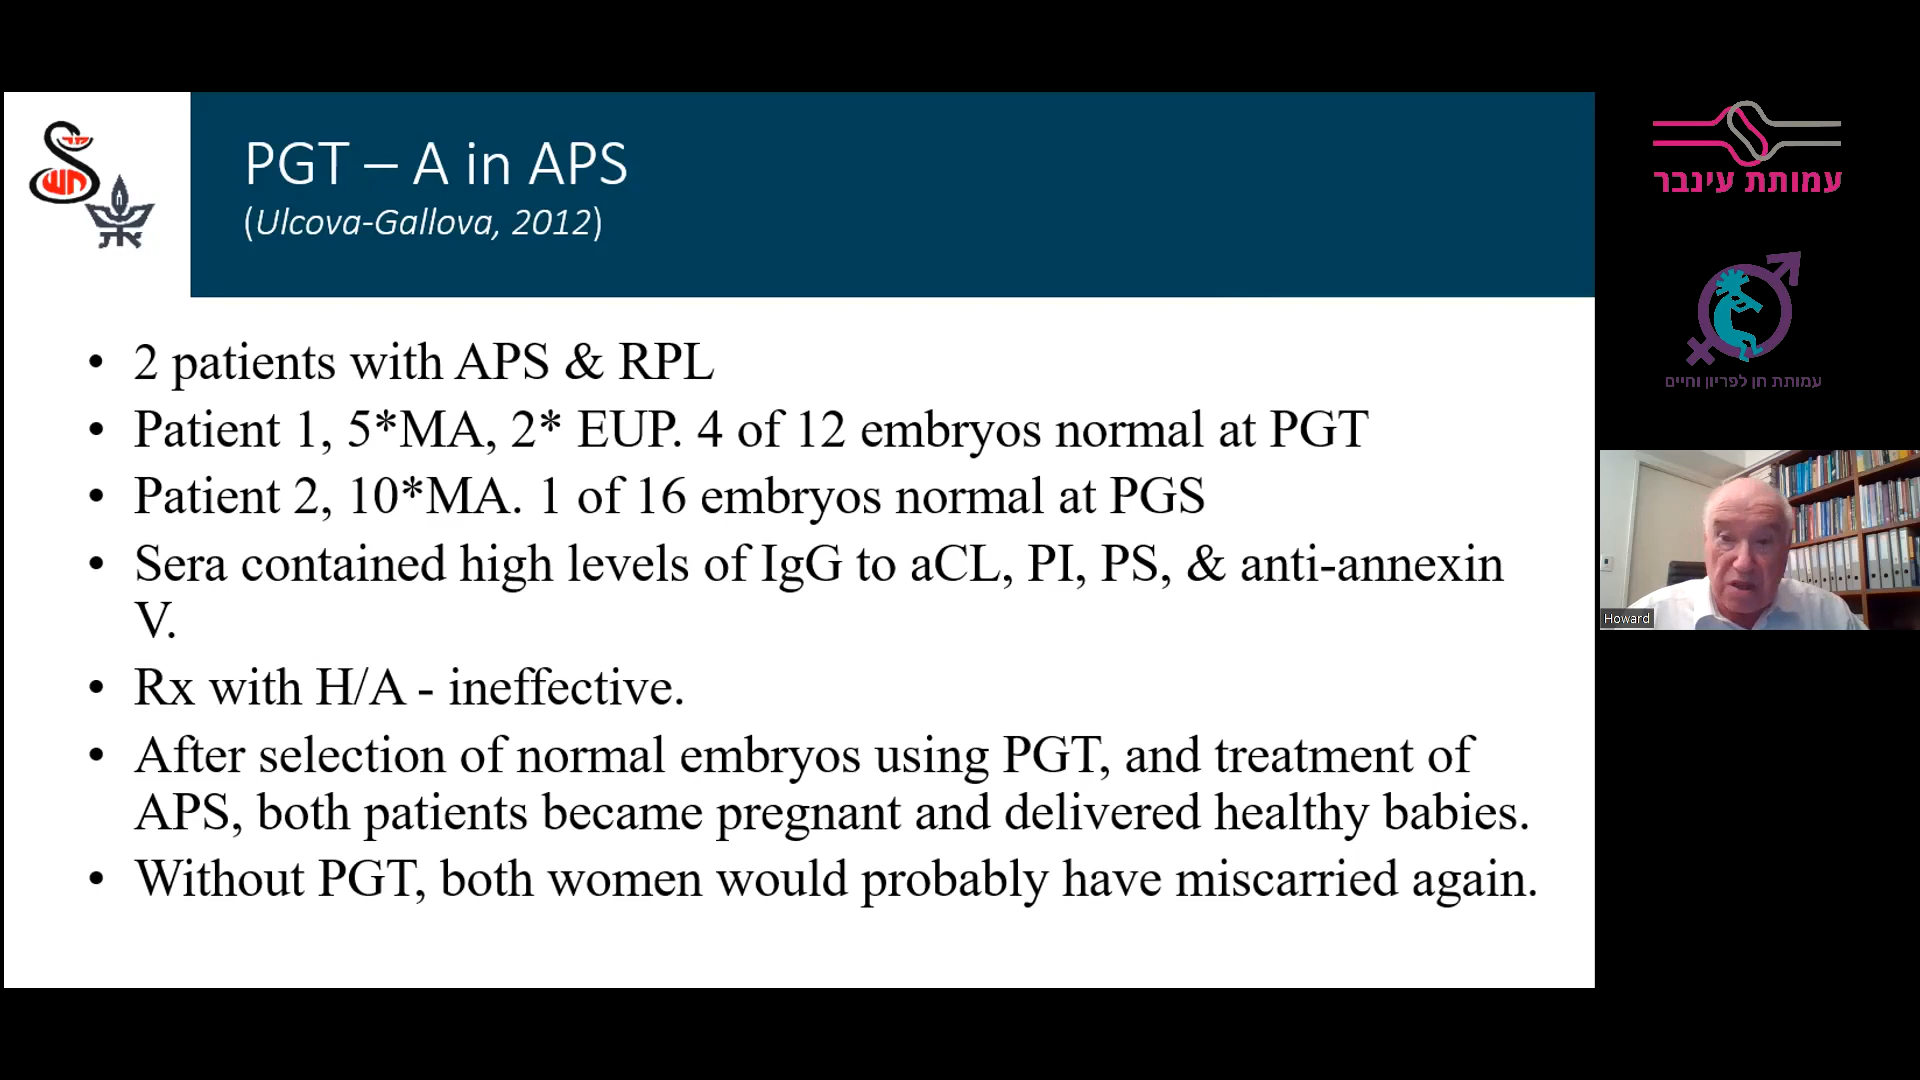 PGT – A in APS
(Ulcova-Gallova, 2012)
• 2 patients with APS & RPL
• Patient 1, 5*MA, 2* EUP. 4 of 12 embryos normal at PGT
• Patient 2, 10*MA. 1 of 16 embryos normal at PGS
• Sera contained high levels of IgG to aCL, PI, PS, & anti-annexin
V.
• Rx with H/A - ineffective.
• After selection of normal embryos using PGT, and treatment of
APS, both patients became pregnant and delivered healthy babies.
• Without PGT, both women would probably have miscarried again.
עמותת עינבר
עמותת חן לפריון וחיים
Howard